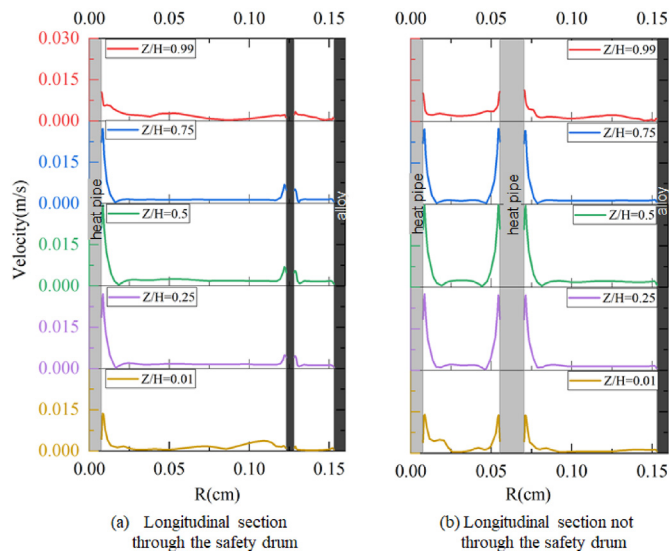 0.00 0.05 0.10 0.15
0.00 0.05 0.10 0.15
Velocity(m/s)
0.030
0.015
0.000
0.015
0.000
0.015
0.000
0.015
0.000
0.015
0.000
Z/H=0.99
Z/H=0.75
Z/H=0.5
Z/H=0.25
Z/H=0.01
heat pipe
alloy
0.00 0.05 0.10 0.15
R(cm)
(a) Longitudinal section
through the safety drum
Z/H=0.99
Z/H=0.75
Z/H=0.5
Z/H=0.25
Z/H=0.01
heat pipe
heat pipe
alloy
0.00 0.05 0.10 0.15
R(cm)
(b) Longitudinal section not
through the safety drum